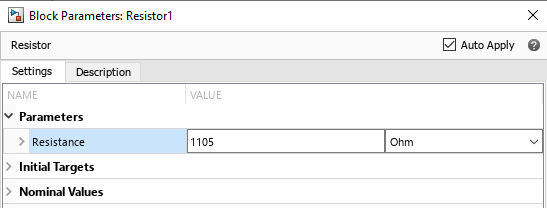 Block Parameters: Resistor1
Resistor Auto Apply
Settings Description
NAME VALUE
Parameters
Resistance 1105 Ohm
Initial Targets
Nominal Values